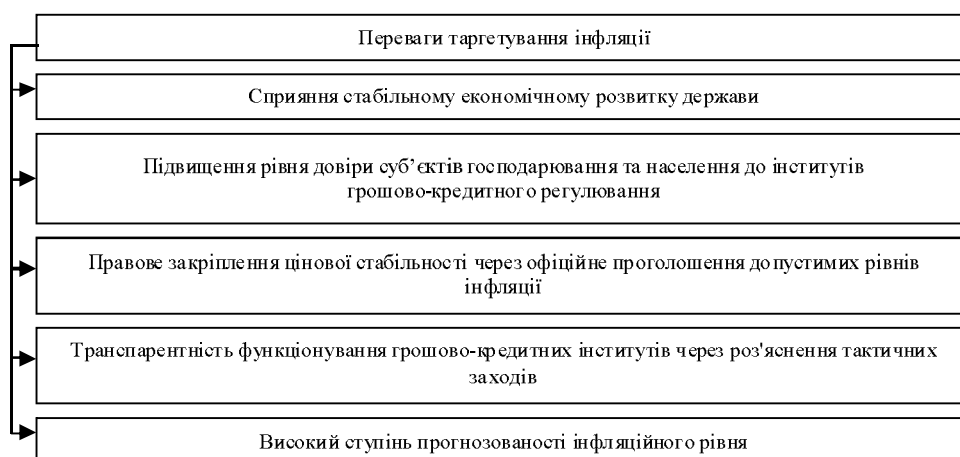 Переваги таргетування інфляції
Сприяння стабільному економічному розвитку держави
Підвищення рівня довіри суб’єктів господарювання та населення до інститутів
грошово-кредитного регулювання
Правове закріплення цінової стабільності через офіційне проголошення допустимих рівнів
інфляції
Транспарентність функціонування грошово-кредитних інститутів через роз'яснення тактичних
заходів
Високий ступінь прогнозованості інфляційного рівня